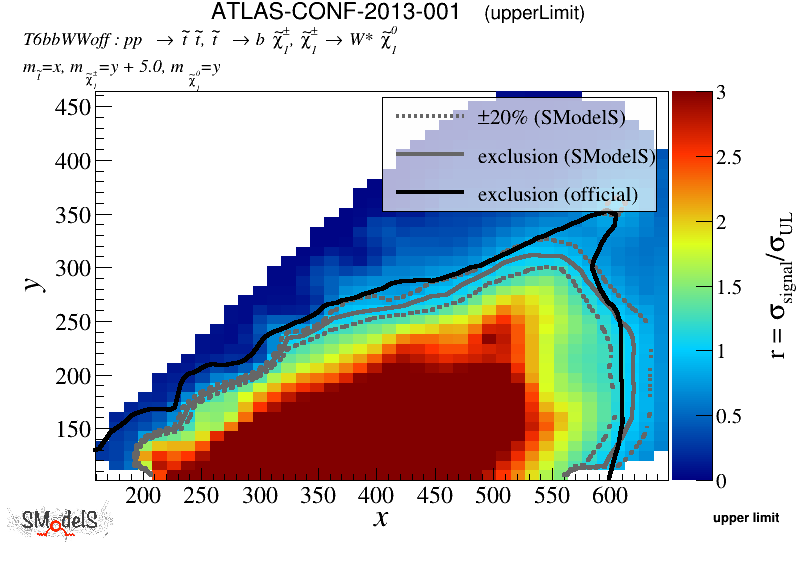 ATLAS-CONF-2013-001 (upperLimit)
T6bbWWoff : pp → t̃ t̃, t̃ → b χ̃₁±, χ̃₁± → W* χ̃₁⁰
m_t̃=x, m_χ̃₁±=y + 5.0, m_χ̃₁⁰=y
±20% (SModelS)
exclusion (SModelS)
exclusion (official)
450
400
350
300
250
200
150
y
200 250 300 350 400 450 500 550 600
x
3
2.5
2
1.5
1
0.5
0
r = σ_signal/σ_UL
SModelS
upper limit